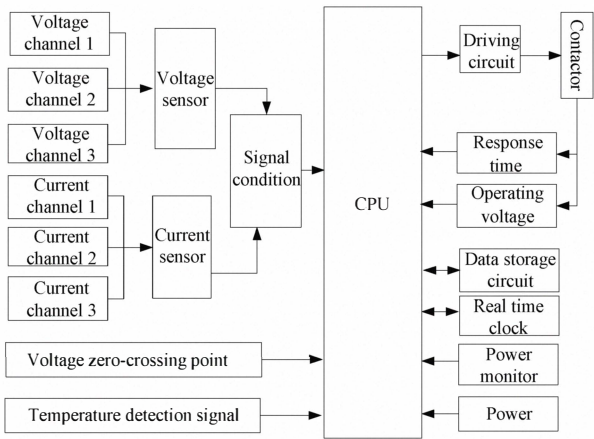 Voltage
channel 1
Voltage
channel 2
Voltage
channel 3
Current
channel 1
Current
channel 2
Current
channel 3
Voltage
sensor
Current
sensor
Signal
condition
Voltage zero-crossing point
Temperature detection signal
CPU
Driving
circuit
Contactor
Response
time
Operating
voltage
Data storage
circuit
Real time
clock
Power
monitor
Power